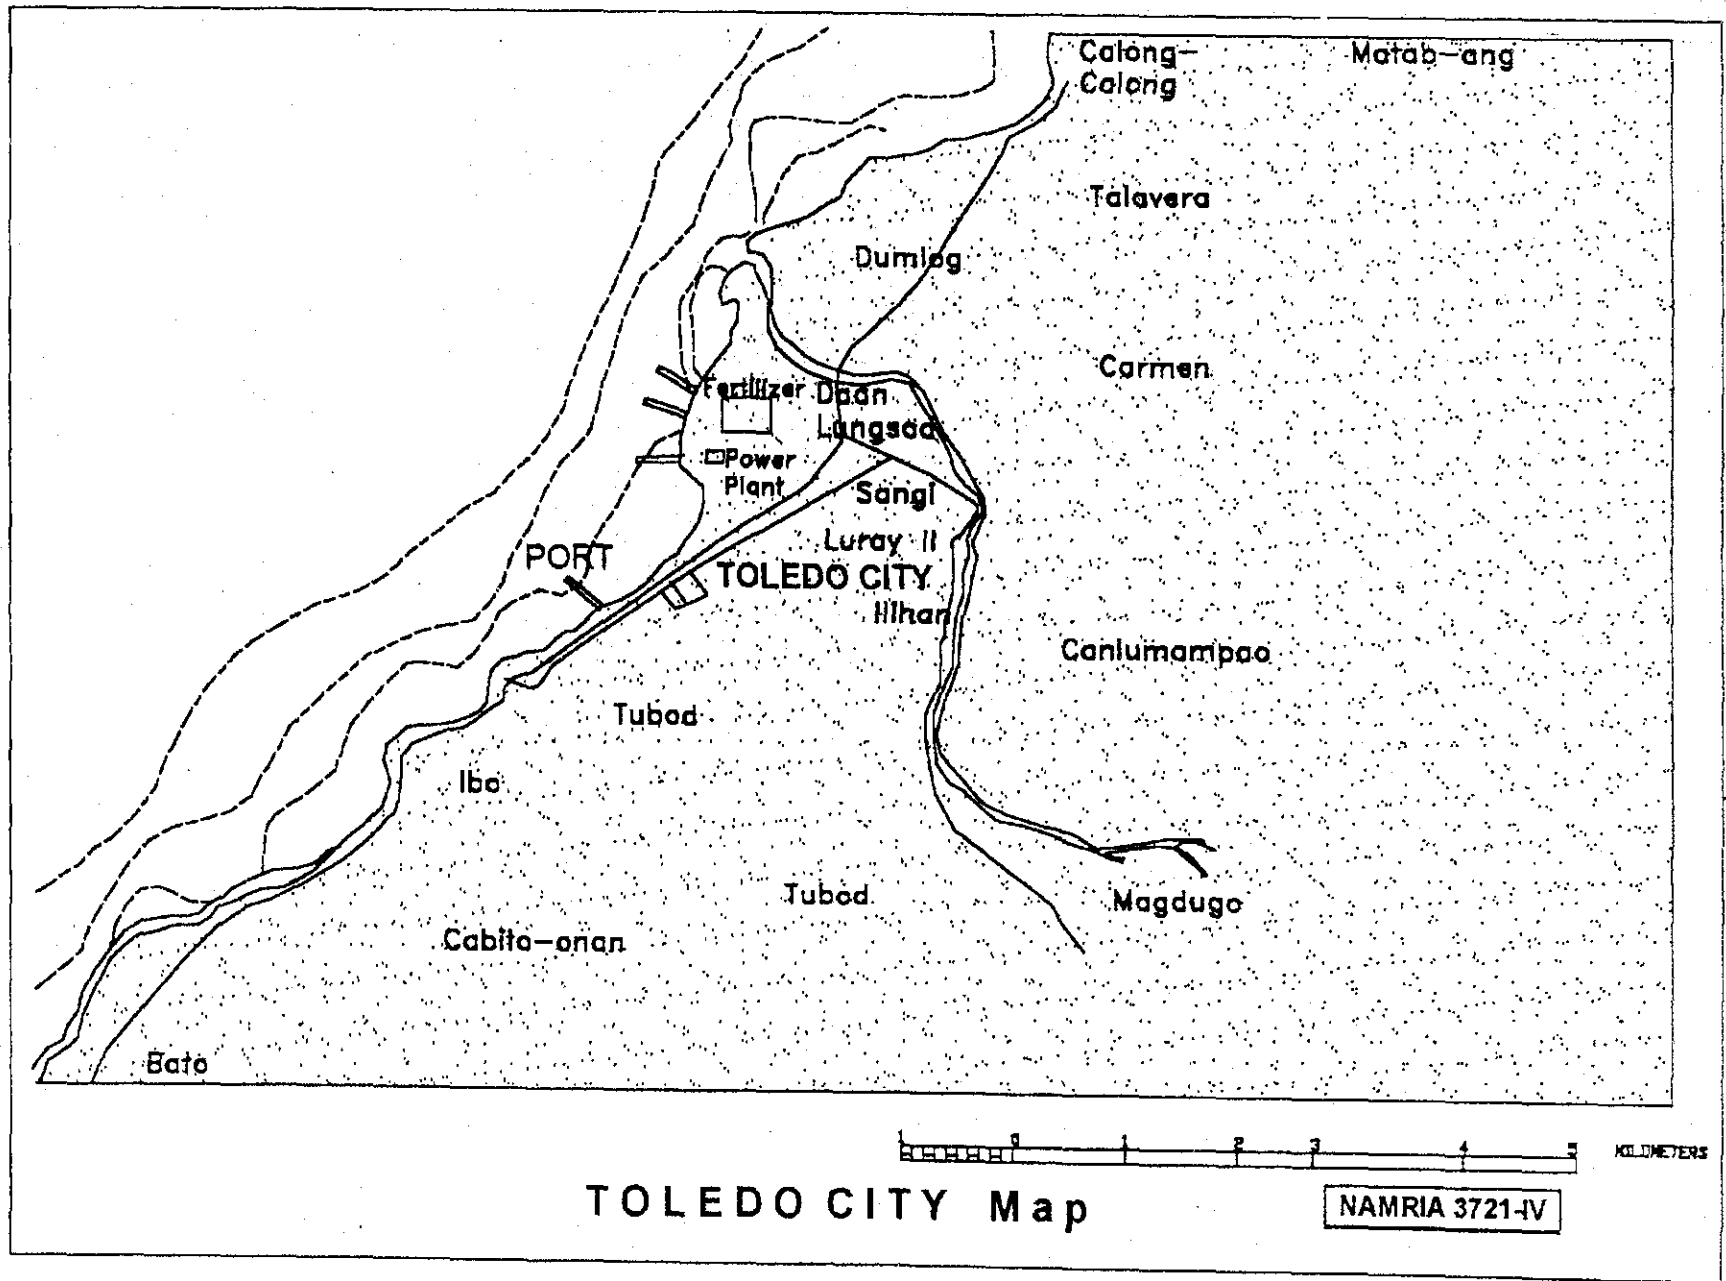 Calong-
Calong
Matab-ang
Talavera
Dumlog
Carmen
Fertilizer
Daan
Lungsod
Power
Plant
Sangi
Luray II
PORT
TOLEDO CITY
Ilihan
Canlumampao
Tubod
Ibo
Tubod
Magdugo
Cabito-onan
Bato
1 0 1 2 3 4 5 KILOMETERS
TOLEDO CITY Map
NAMRIA 3721-IV